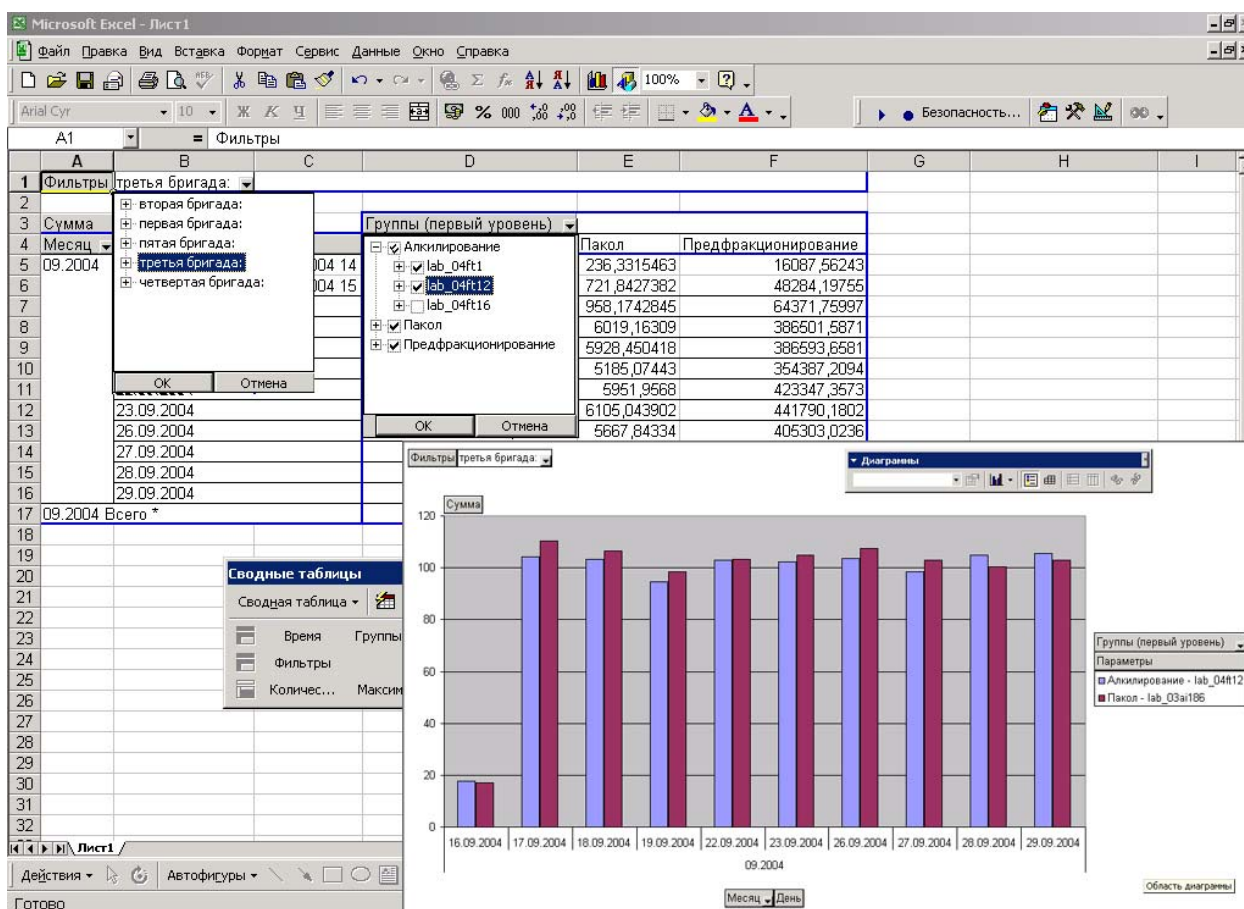 Microsoft Excel - Лист1
Файл Правка Вид Вставка Формат Сервис Данные Окно Справка
100%
Arial Cyr 10 Ж К Ч % 000 Безопасность...
A1 = Фильтры
A B C D E F G H I
1 Фильтры третья бригада:
2 вторая бригада:
3 Сумма первая бригада: Группы (первый уровень)
4 Месяц пятая бригада: Алкилирование Пакол Предфракционирование
5 09.2004 третья бригада: 004 14 lab_04ft1 236,3315463 16087,56243
6 четвертая бригада: 004 15 lab_04ft12 721,8427382 48284,19755
7 lab_04ft16 958,1742845 64371,75997
8 Пакол 6019,16309 386501,5871
9 Предфракционирование 5928,450418 386593,6581
10 5185,07443 354387,2094
11 ОК Отмена 5951,9568 423347,3573
12 23.09.2004 6105,043902 441790,1802
13 26.09.2004 ОК Отмена 5667,84334 405303,0236
14 27.09.2004
15 28.09.2004
16 29.09.2004
17 09.2004 Всего *
18
19
20
21
22
23
24
25
26
27
28
29
30
31
32
Сводные таблицы
Сводная таблица
Время Группы
Фильтры
Количес... Максим
Фильтры третья бригада:
Диаграммы
Сумма
120
100
80
60
40
20
0
16.09.2004 17.09.2004 18.09.2004 19.09.2004 22.09.2004 23.09.2004 26.09.2004 27.09.2004 28.09.2004 29.09.2004
09.2004
Месяц День
Группы (первый уровень)
Параметры
Алкилирование - lab_04ft12
Пакол - lab_03ai186
Область диаграммы
Лист1
Действия Автофигуры
Готово